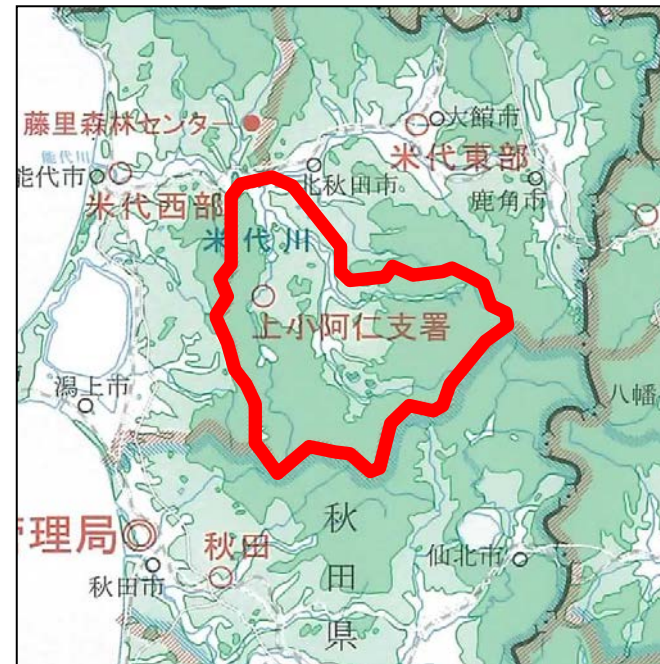 大館市
藤里森林センター
米代東部
能代川
能代市
北秋田市
鹿角市
米代西部
米代川
上小阿仁支署
潟上市
八幡
秋田県
管理局
秋田
仙北市
秋田市